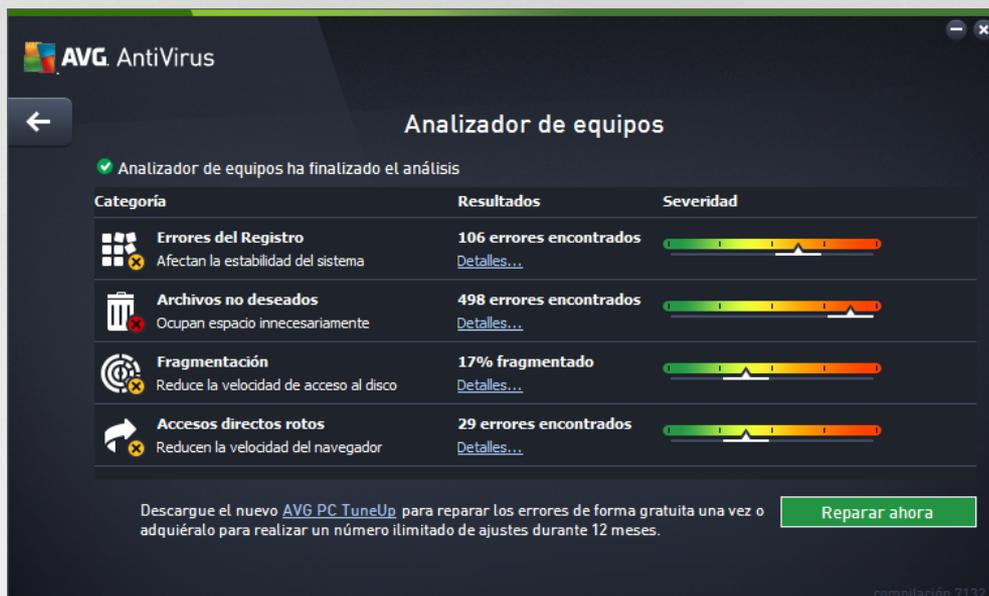 AVG. AntiVirus
Analizador de equipos
Analizador de equipos ha finalizado el análisis
Categoría Resultados Severidad
Errores del Registro 106 errores encontrados
Afectan la estabilidad del sistema Detalles...
Archivos no deseados 498 errores encontrados
Ocupan espacio innecesariamente Detalles...
Fragmentación 17% fragmentado
Reduce la velocidad de acceso al disco Detalles...
Accesos directos rotos 29 errores encontrados
Reducen la velocidad del navegador Detalles...
Descargue el nuevo AVG PC TuneUp para reparar los errores de forma gratuita una vez o
adquiéralo para realizar un número ilimitado de ajustes durante 12 meses.
Reparar ahora
compilación 7132